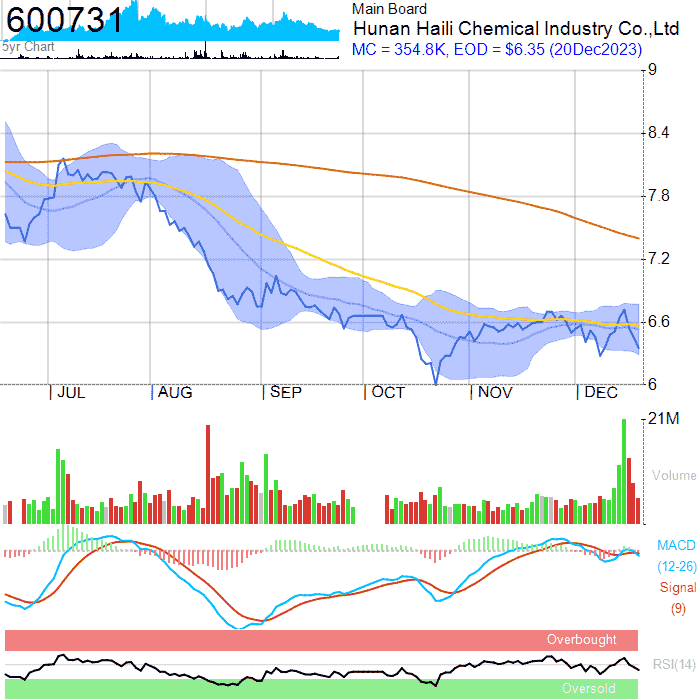 600731
5yr Chart
Main Board
Hunan Haili Chemical Industry Co.,Ltd
MC = 354.8K, EOD = $6.35 (20Dec2023)
9
8.4
7.8
7.2
6.6
6
JUL AUG SEP OCT NOV DEC
21M
Volume
MACD
(12-26)
Signal
(9)
Overbought
RSI(14)
Oversold